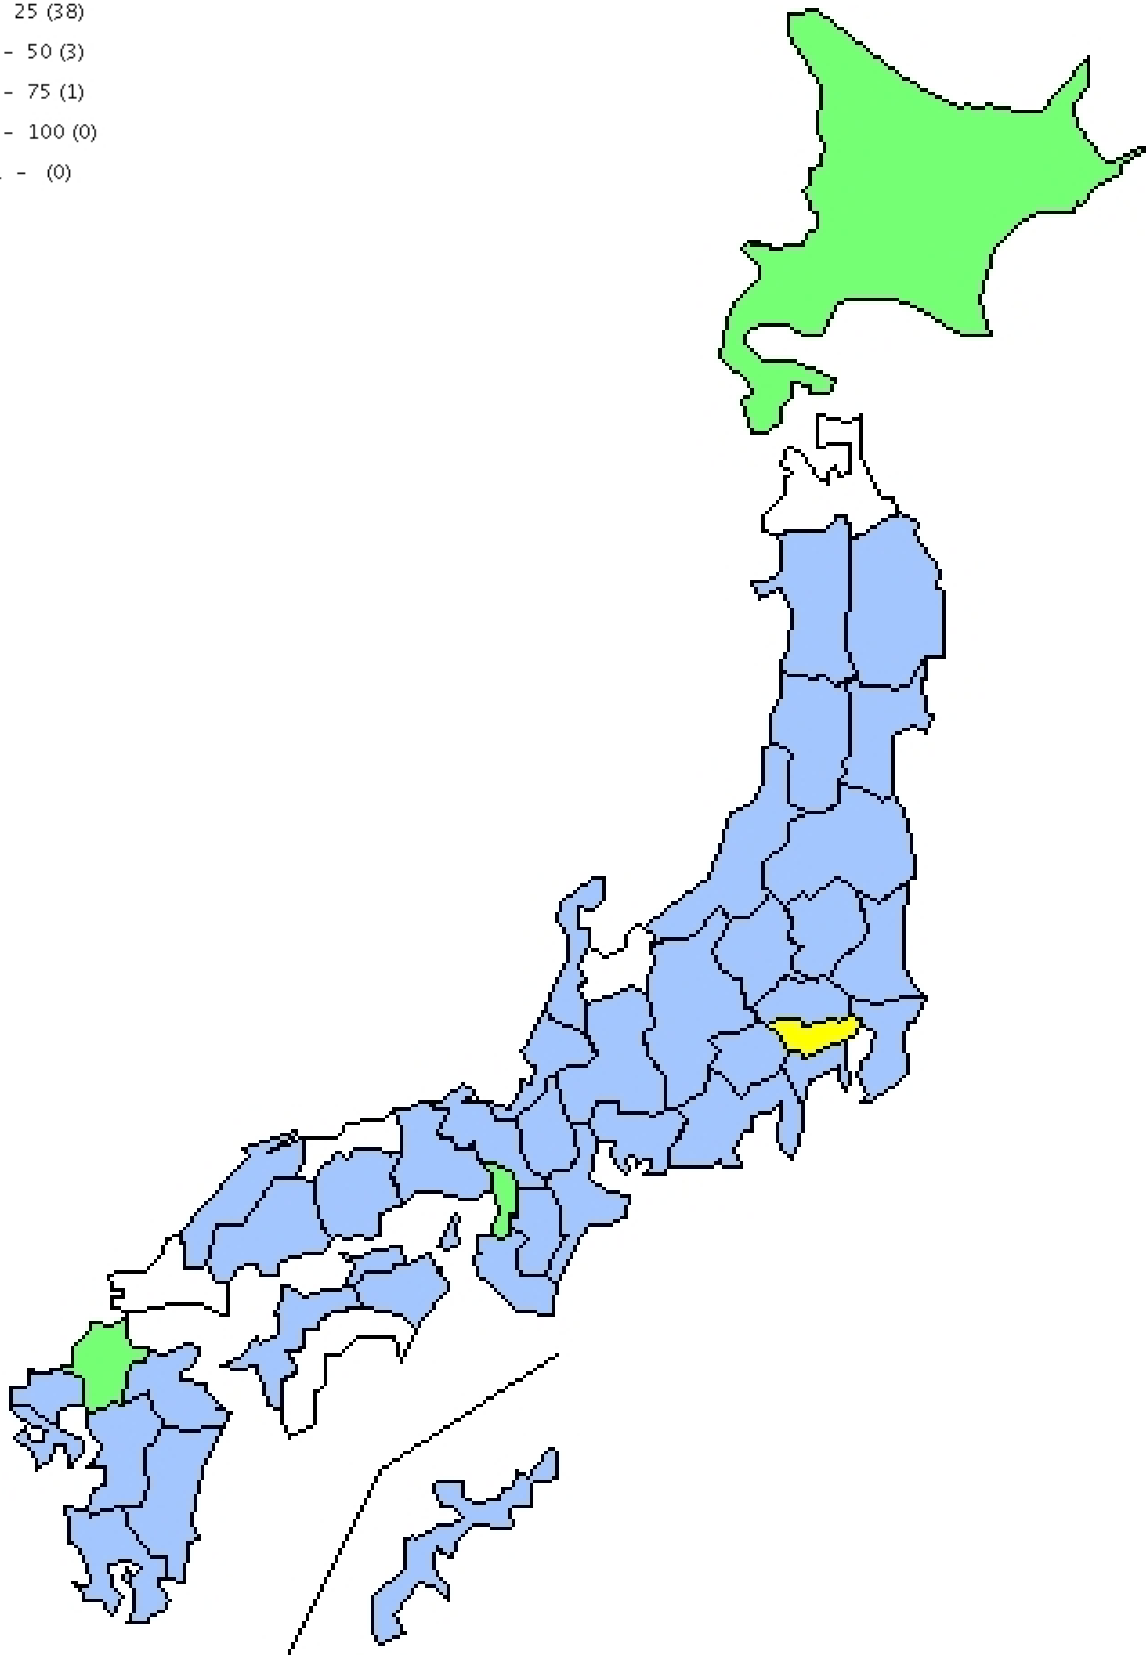 25 (38)
– 50 (3)
– 75 (1)
– 100 (0)
– (0)